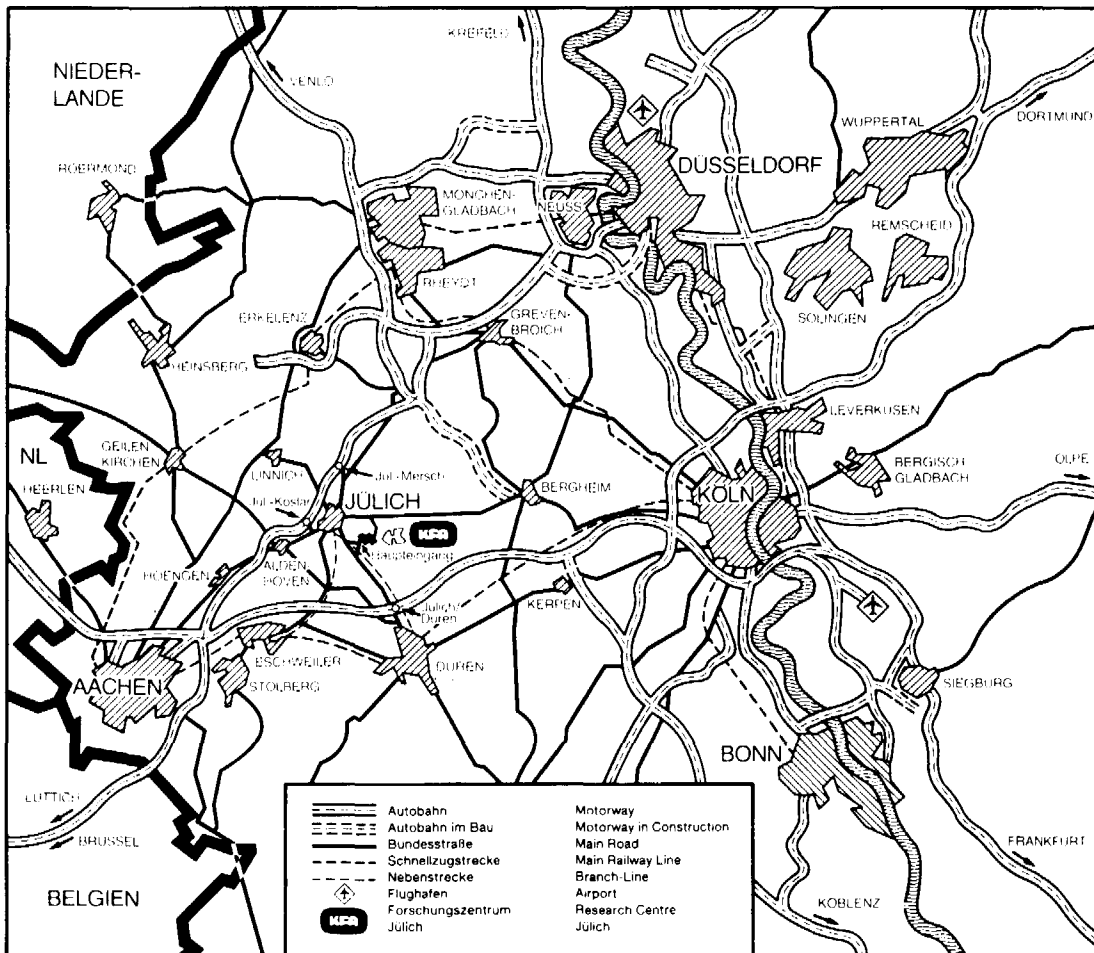 KREFELD
NIEDER-
LANDE
VENLO
DORTMUND
WUPPERTAL
DÜSSELDORF
ROERMOND
MÖNCHEN-
GLADBACH
NEUSS
REMSCHEID
RHEYDT
ERKELENZ
GREVEN-
BROICH
SOLINGEN
HEINSBERG
LEVERKUSEN
NL
GEILEN
KIRCHEN
LINNICH
Jül.-Mersch
BERGISCH
GLADBACH
OLPE
HEERLEN
Jül.-Koslar
JÜLICH
BERGHEIM
KÖLN
KFA
Haupteingang
HOENGEN
ALDEN-
HOVEN
KERPEN
Jülich/
Düren
ESCHWEILER
DÜREN
AACHEN
STOLBERG
SIEGBURG
BONN
LÜTTICH
BRÜSSEL
FRANKFURT
BELGIEN
KOBLENZ
Autobahn Motorway
Autobahn im Bau Motorway in Construction
Bundesstraße Main Road
Schnellzugstrecke Main Railway Line
Nebenstrecke Branch-Line
Flughafen Airport
KFA Forschungszentrum Research Centre
Jülich Jülich